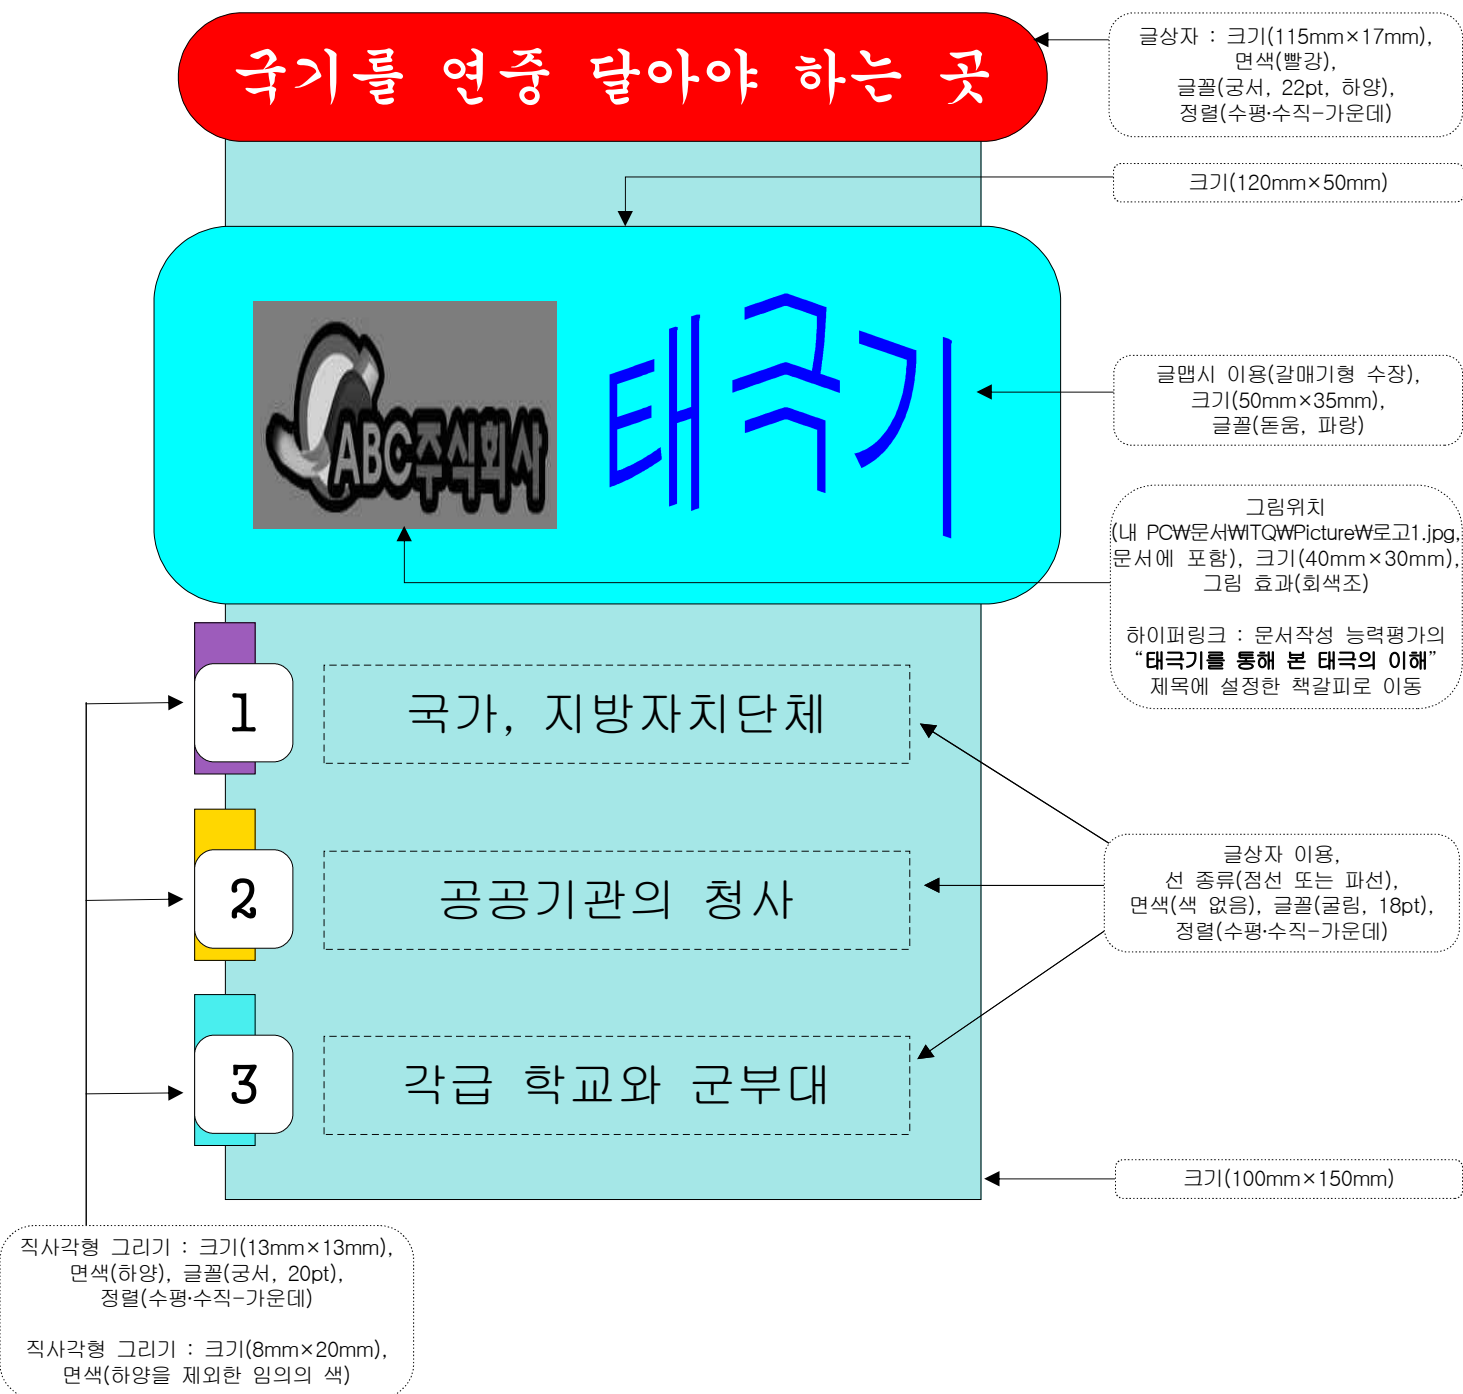 국기를 연중 달아야 하는 곳
글상자 : 크기(115mm×17mm),
면색(빨강),
글꼴(궁서, 22pt, 하양),
정렬(수평·수직-가운데)
크기(120mm×50mm)
ABC주식회사
태극기
글맵시 이용(갈매기형 수장),
크기(50mm×35mm),
글꼴(돋움, 파랑)
그림위치
(내 PC₩문서₩ITQ₩Picture₩로고1.jpg,
문서에 포함), 크기(40mm×30mm),
그림 효과(회색조)
하이퍼링크 : 문서작성 능력평가의
“태극기를 통해 본 태극의 이해”
제목에 설정한 책갈피로 이동
1
국가, 지방자치단체
2
공공기관의 청사
글상자 이용,
선 종류(점선 또는 파선),
면색(색 없음), 글꼴(굴림, 18pt),
정렬(수평·수직-가운데)
3
각급 학교와 군부대
크기(100mm×150mm)
직사각형 그리기 : 크기(13mm×13mm),
면색(하양), 글꼴(궁서, 20pt),
정렬(수평·수직-가운데)
직사각형 그리기 : 크기(8mm×20mm),
면색(하양을 제외한 임의의 색)